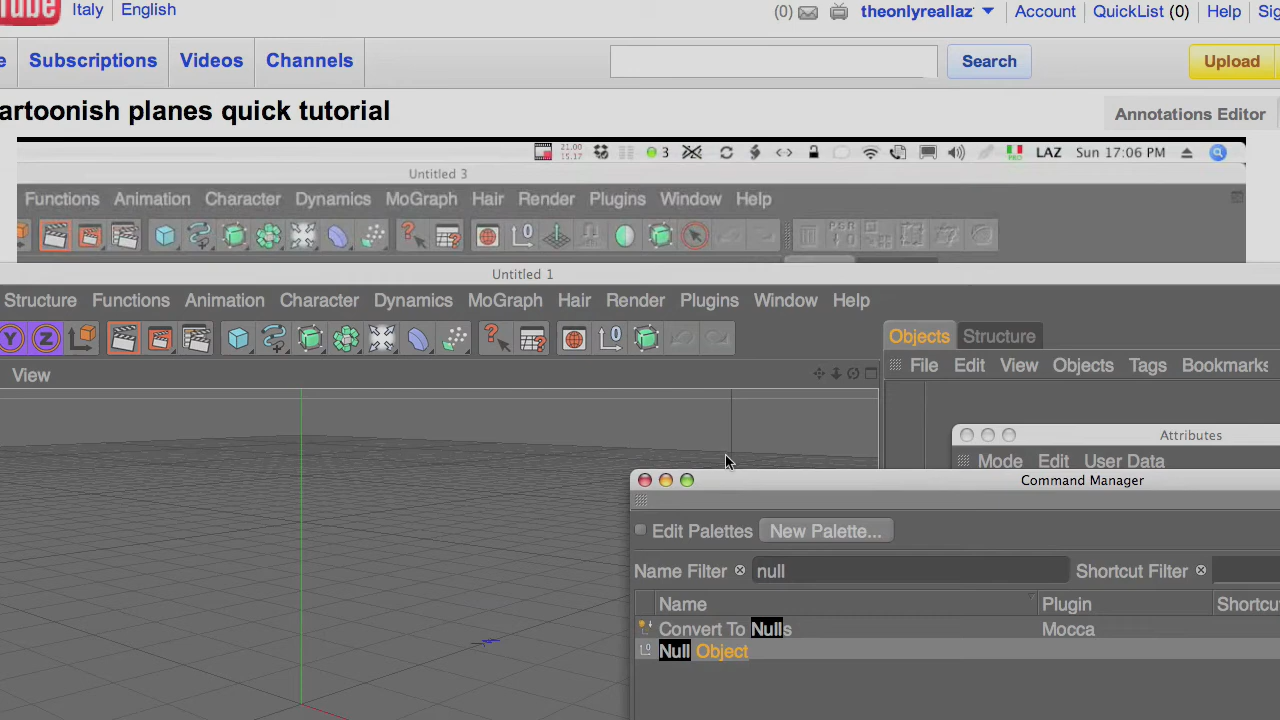 Tube Italy English (0) theonlyreallaz Account QuickList (0) Help Sig
e Subscriptions Videos Channels Search Upload
artoonish planes quick tutorial Annotations Editor
21.00 15.17 3 PRO LAZ Sun 17:06 PM
Untitled 3
Functions Animation Character Dynamics MoGraph Hair Render Plugins Window Help
PSR
Untitled 1
Structure Functions Animation Character Dynamics MoGraph Hair Render Plugins Window Help
Y Z Objects Structure
View File Edit View Objects Tags Bookmarks
Attributes
Mode Edit User Data
Command Manager
Edit Palettes New Palette...
Name Filter null Shortcut Filter
Name Plugin Shortcu
Convert To Nulls Mocca
Null Object